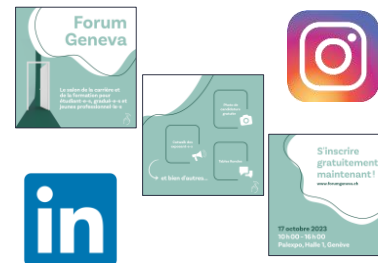 Forum
Geneva
Le salon de la carrière et
de la formation pour
étudiant·e·s, gradué·e·s et
jeunes professionnel·le·s
et bien d'autres...
S'inscrire
gratuitement
maintenant !
www.forumgeneva.ch
17 octobre 2023
10h00 - 16h00
Palexpo, Halle 1, Genève
in